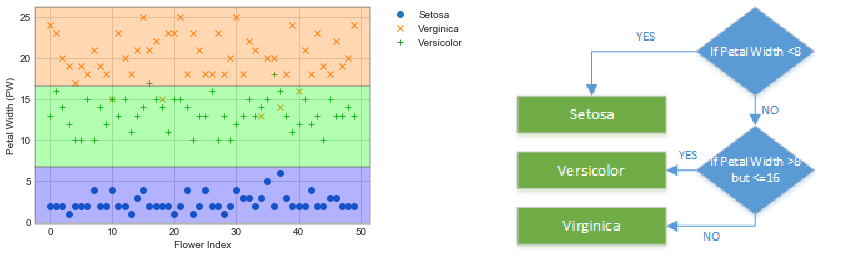 25
20
15
10
5
0
Petal Width (PW)
0
10
20
30
40
50
Flower Index
Setosa
Verginica
Versicolor
If Petal Width <8
YES
NO
Setosa
If Petal Width >8
but <=16
YES
Versicolor
Virginica
NO